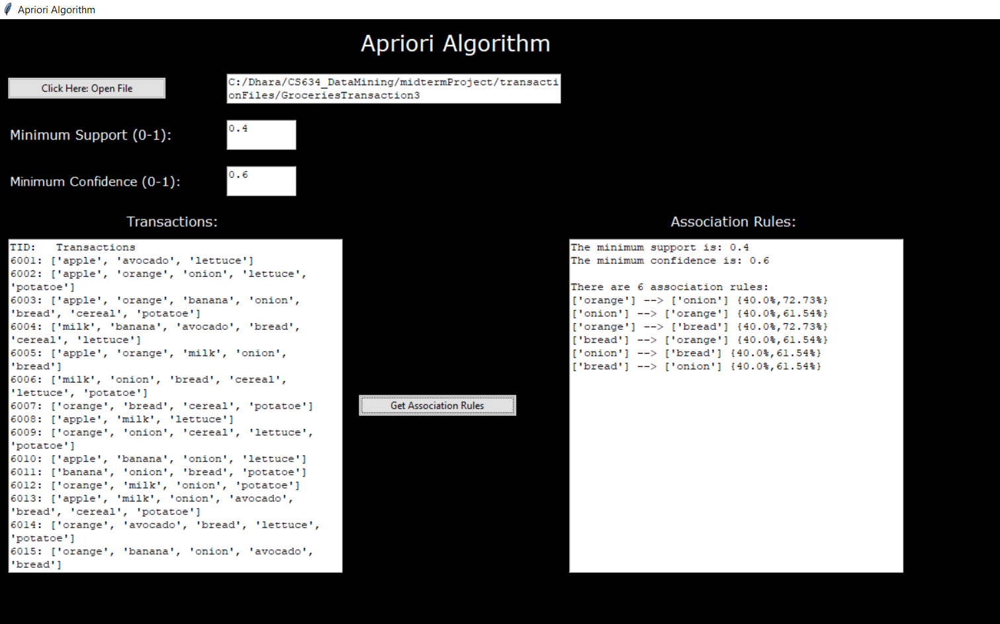 Apriori Algorithm
Apriori Algorithm
Click Here: Open File
C:/Dhara/CS634_DataMining/midtermProject/transacti
onFiles/GroceriesTransaction3
Minimum Support (0-1):
0.4
Minimum Confidence (0-1):
0.6
Transactions:
TID:   Transactions
6001: ['apple', 'avocado', 'lettuce']
6002: ['apple', 'orange', 'onion', 'lettuce',
'potatoe']
6003: ['apple', 'orange', 'banana', 'onion',
'bread', 'cereal', 'potatoe']
6004: ['milk', 'banana', 'avocado', 'bread',
'cereal', 'lettuce']
6005: ['apple', 'orange', 'milk', 'onion',
'bread']
6006: ['milk', 'onion', 'bread', 'cereal',
'lettuce', 'potatoe']
6007: ['orange', 'bread', 'cereal', 'potatoe']
6008: ['apple', 'milk', 'lettuce']
6009: ['orange', 'onion', 'cereal', 'lettuce',
'potatoe']
6010: ['apple', 'banana', 'onion', 'lettuce']
6011: ['banana', 'onion', 'bread', 'potatoe']
6012: ['orange', 'milk', 'onion', 'potatoe']
6013: ['apple', 'milk', 'onion', 'avocado',
'bread', 'cereal', 'potatoe']
6014: ['orange', 'avocado', 'bread', 'lettuce',
'potatoe']
6015: ['orange', 'banana', 'onion', 'avocado',
'bread']
Get Association Rules
Association Rules:
The minimum support is: 0.4
The minimum confidence is: 0.6
There are 6 association rules:
['orange'] --> ['onion'] {40.0%,72.73%}
['onion'] --> ['orange'] {40.0%,61.54%}
['orange'] --> ['bread'] {40.0%,72.73%}
['bread'] --> ['orange'] {40.0%,61.54%}
['onion'] --> ['bread'] {40.0%,61.54%}
['bread'] --> ['onion'] {40.0%,61.54%}